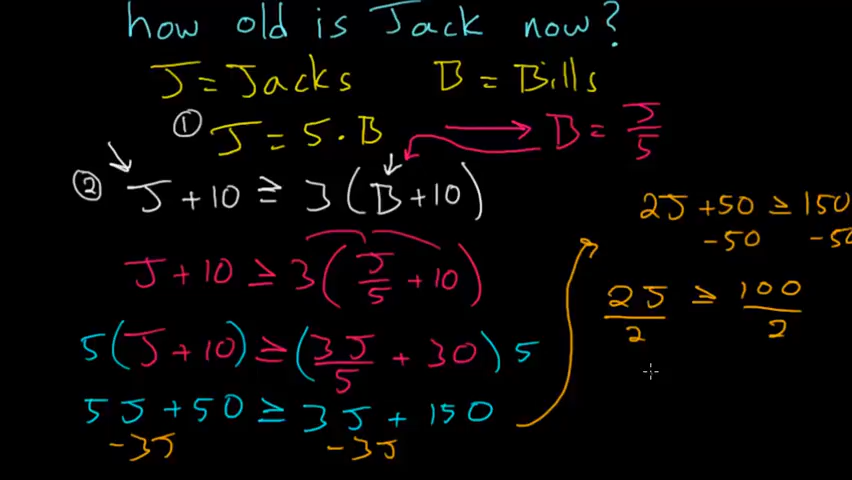 how old is Jack now?
J = Jacks B = Bills
① J = 5 · B B = J/5
② J + 10 ≥ 3 (B + 10)
J + 10 ≥ 3 (J/5 + 10)
5 (J + 10) ≥ (3J/5 + 30) 5
5J + 50 ≥ 3J + 150
-3J -3J
2J + 50 ≥ 150
-50 -50
2J/2 ≥ 100/2